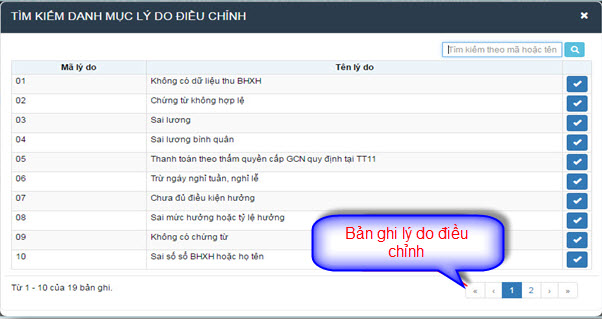 TÌM KIẾM DANH MỤC LÝ DO ĐIỀU CHỈNH ×
Tìm kiếm theo mã hoặc tên
Mã lý do Tên lý do
01 Không có dữ liệu thu BHXH
02 Chứng từ không hợp lệ
03 Sai lương
04 Sai lương bình quân
05 Thanh toán theo thẩm quyền cấp GCN quy định tại TT11
06 Trừ ngày nghỉ tuần, nghỉ lễ
07 Chưa đủ điều kiện hưởng
08 Sai mức hưởng hoặc tỷ lệ hưởng
09 Không có chứng từ
10 Sai số sổ BHXH hoặc họ tên
Bản ghi lý do điều
chỉnh
Từ 1 - 10 của 19 bản ghi. « ‹ 1 2 › »